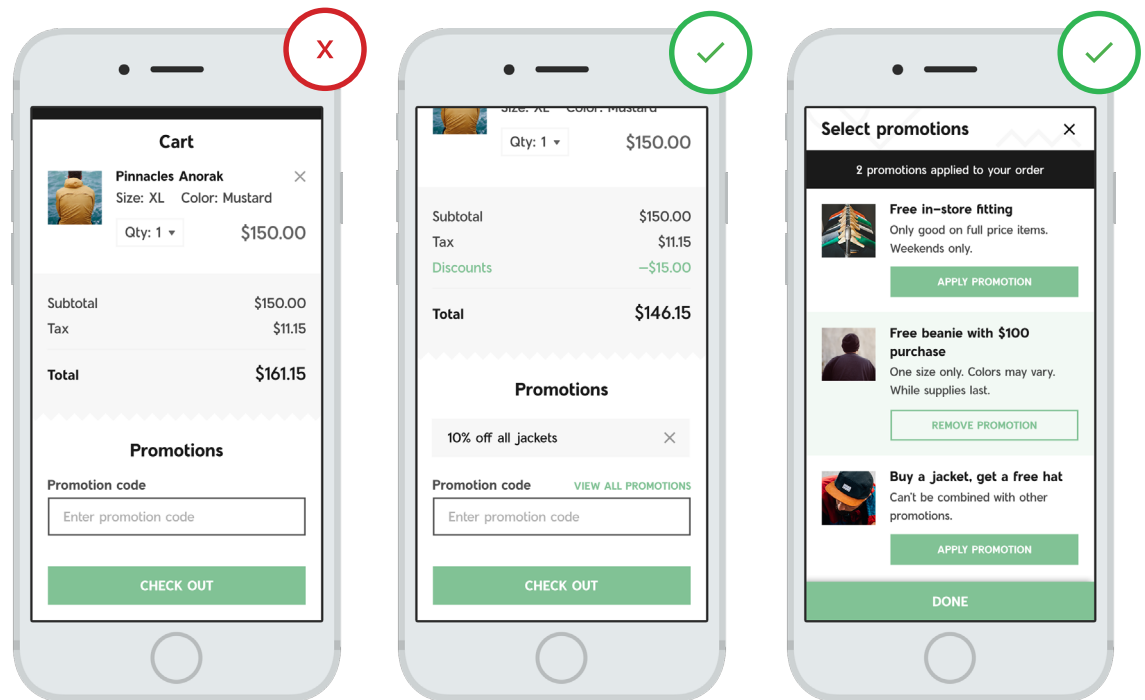 X
Cart
Pinnacles Anorak
Size: XL Color: Mustard
Qty: 1 $150.00
Subtotal $150.00
Tax $11.15
Total $161.15
Promotions
Promotion code
Enter promotion code
CHECK OUT
Size: XL Color: Mustard
Qty: 1 $150.00
Subtotal $150.00
Tax $11.15
Discounts –$15.00
Total $146.15
Promotions
10% off all jackets
Promotion code VIEW ALL PROMOTIONS
Enter promotion code
CHECK OUT
Select promotions
2 promotions applied to your order
Free in-store fitting
Only good on full price items.
Weekends only.
APPLY PROMOTION
Free beanie with $100
purchase
One size only. Colors may vary.
While supplies last.
REMOVE PROMOTION
Buy a jacket, get a free hat
Can't be combined with other
promotions.
APPLY PROMOTION
DONE